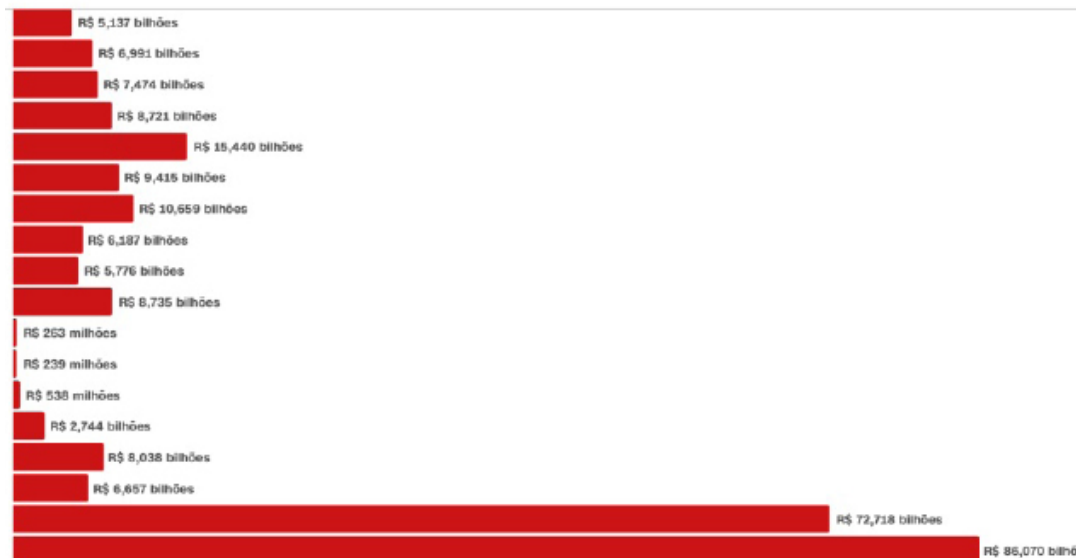 R$ 5,137 bilhões
R$ 6,991 bilhões
R$ 7,474 bilhões
R$ 8,721 bilhões
R$ 15,440 bilhões
R$ 9,415 bilhões
R$ 10,659 bilhões
R$ 6,187 bilhões
R$ 5,776 bilhões
R$ 8,735 bilhões
R$ 263 milhões
R$ 239 milhões
R$ 538 milhões
R$ 2,744 bilhões
R$ 8,038 bilhões
R$ 6,657 bilhões
R$ 72,718 bilhões
R$ 86,070 bilhõ